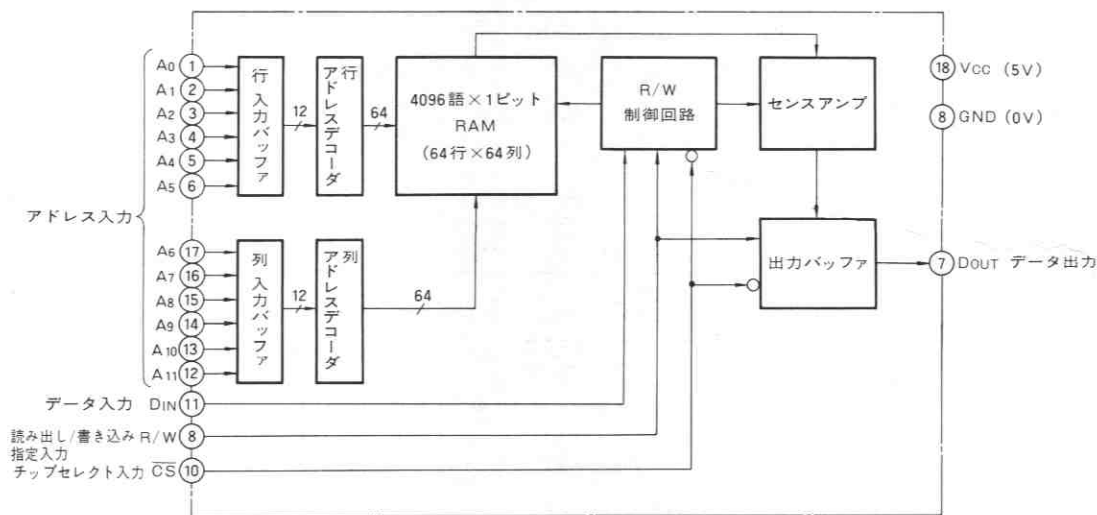 アドレス入力
A0 1
A1 2
A2 3
A3 4
A4 5
A5 6
A6 17
A7 16
A8 15
A9 14
A10 13
A11 12
データ入力 DIN 11
読み出し/書き込み R/W 8
指定入力
チップセレクト入力 C̅S̅ 10
行入力バッファ
12
行アドレスデコーダ
64
4096語×1ビット
RAM
(64行×64列)
列入力バッファ
12
列アドレスデコーダ
64
R/W
制御回路
センスアンプ
出力バッファ
18 VCC (5V)
8 GND (0V)
7 DOUT データ出力